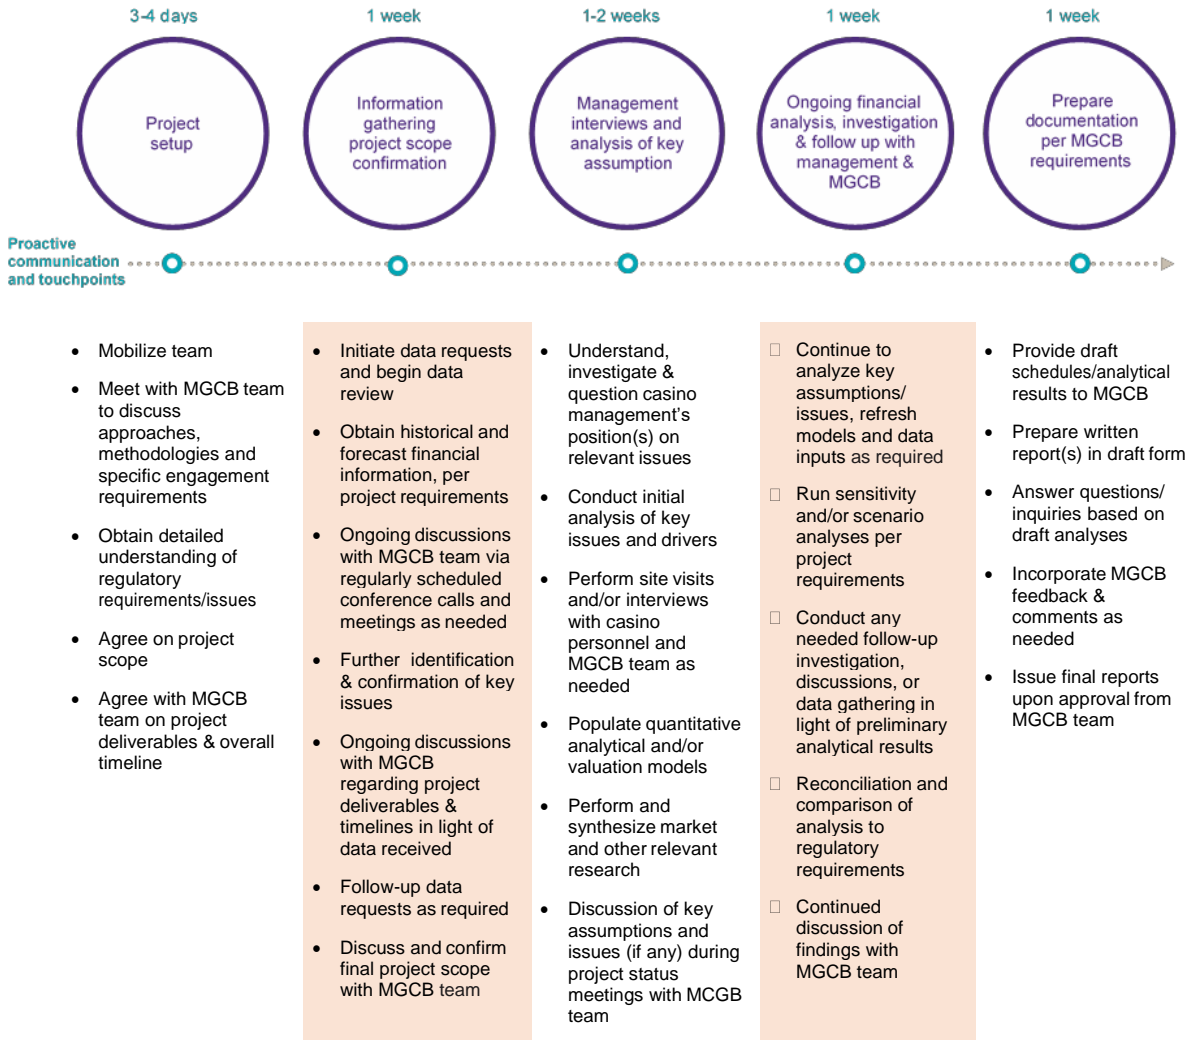 3-4 days
1 week
1-2 weeks
1 week
1 week
Project
setup
Information
gathering
project scope
confirmation
Management
interviews and
analysis of key
assumption
Ongoing financial
analysis, investigation
& follow up with
management &
MGCB
Prepare
documentation
per MGCB
requirements
Proactive
communication
and touchpoints
• Mobilize team
• Meet with MGCB team
to discuss
approaches,
methodologies and
specific engagement
requirements
• Obtain detailed
understanding of
regulatory
requirements/issues
• Agree on project
scope
• Agree with MGCB
team on project
deliverables & overall
timeline
• Initiate data requests
and begin data
review
• Obtain historical and
forecast financial
information, per
project requirements
• Ongoing discussions
with MGCB team via
regularly scheduled
conference calls and
meetings as needed
• Further identification
& confirmation of key
issues
• Ongoing discussions
with MGCB
regarding project
deliverables &
timelines in light of
data received
• Follow-up data
requests as required
• Discuss and confirm
final project scope
with MGCB team
• Understand,
investigate &
question casino
management's
position(s) on
relevant issues
• Conduct initial
analysis of key
issues and drivers
• Perform site visits
and/or interviews
with casino
personnel and
MGCB team as
needed
• Populate quantitative
analytical and/or
valuation models
• Perform and
synthesize market
and other relevant
research
• Discussion of key
assumptions and
issues (if any) during
project status
meetings with MCGB
team
□ Continue to
analyze key
assumptions/
issues, refresh
models and data
inputs as required
□ Run sensitivity
and/or scenario
analyses per
project
requirements
□ Conduct any
needed follow-up
investigation,
discussions, or
data gathering in
light of preliminary
analytical results
□ Reconciliation and
comparison of
analysis to
regulatory
requirements
□ Continued
discussion of
findings with
MGCB team
• Provide draft
schedules/analytical
results to MGCB
• Prepare written
report(s) in draft form
• Answer questions/
inquiries based on
draft analyses
• Incorporate MGCB
feedback &
comments as
needed
• Issue final reports
upon approval from
MGCB team